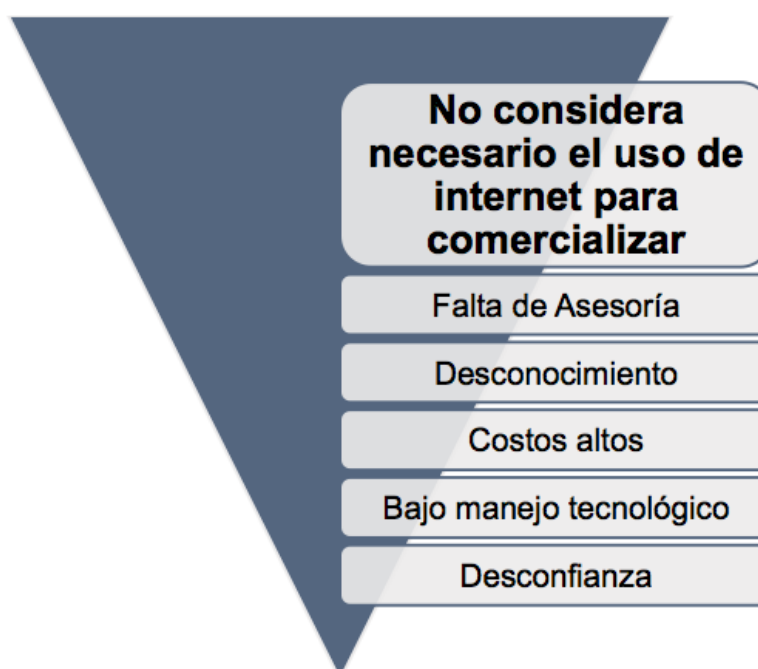 No considera
necesario el uso de
internet para
comercializar
Falta de Asesoría
Desconocimiento
Costos altos
Bajo manejo tecnológico
Desconfianza